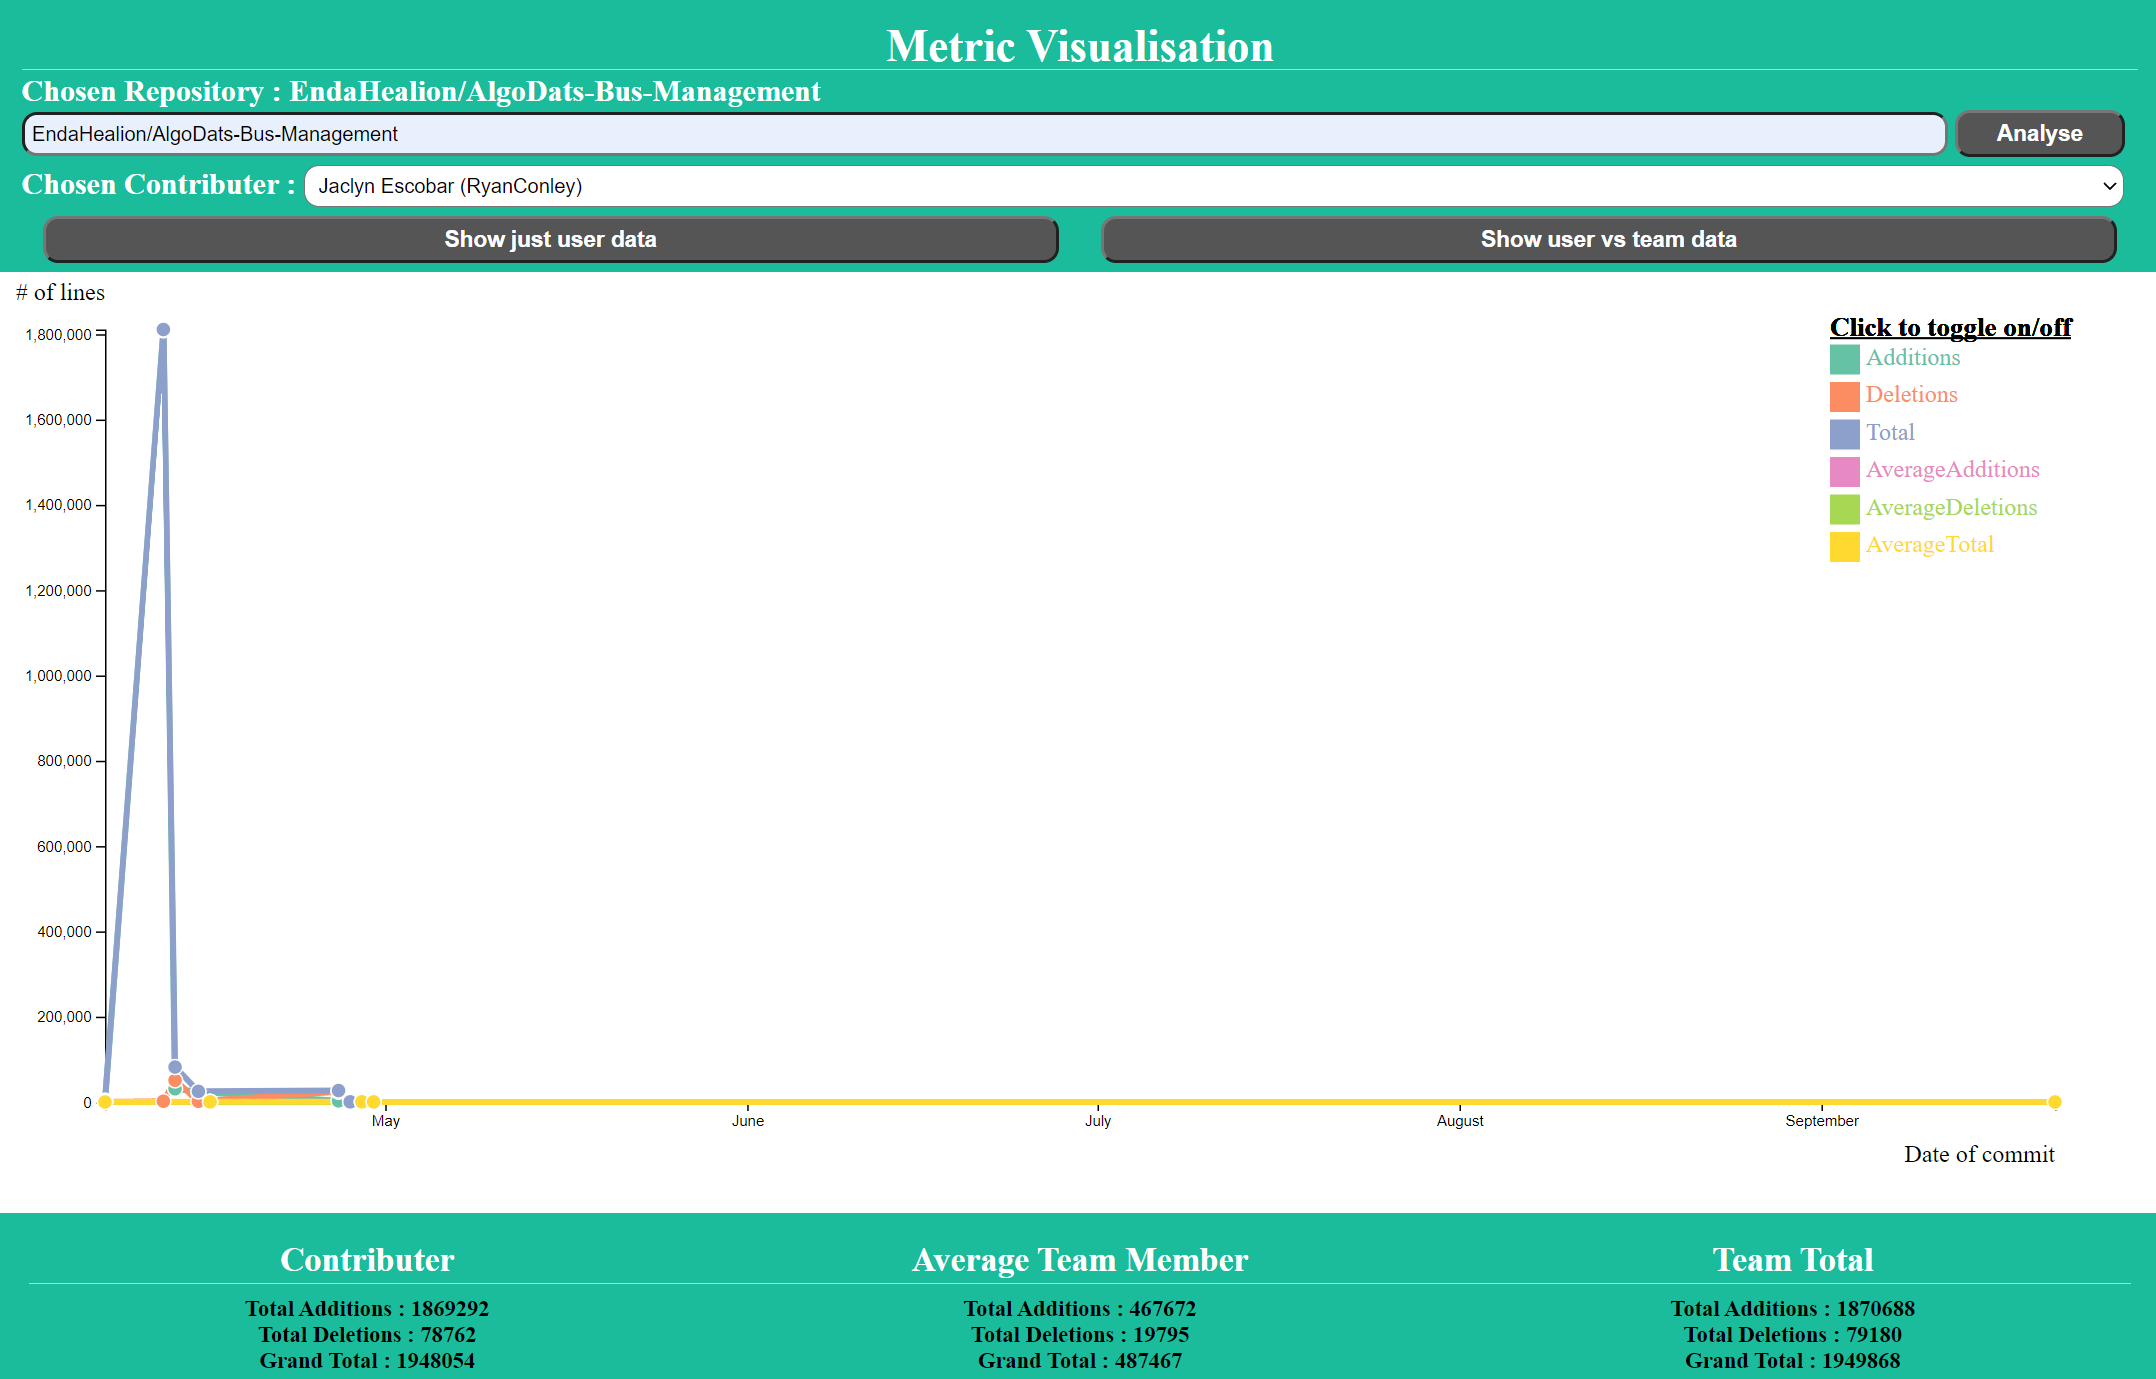 Metric Visualisation
Chosen Repository : EndaHealion/AlgoDats-Bus-Management
EndaHealion/AlgoDats-Bus-Management
Analyse
Chosen Contributer :
Jaclyn Escobar (RyanConley)
Show just user data
Show user vs team data
# of lines
1,800,000
1,600,000
1,400,000
1,200,000
1,000,000
800,000
600,000
400,000
200,000
0
Click to toggle on/off
Additions
Deletions
Total
AverageAdditions
AverageDeletions
AverageTotal
May
June
July
August
September
Date of commit
Contributer
Total Additions : 1869292
Total Deletions : 78762
Grand Total : 1948054
Average Team Member
Total Additions : 467672
Total Deletions : 19795
Grand Total : 487467
Team Total
Total Additions : 1870688
Total Deletions : 79180
Grand Total : 1949868